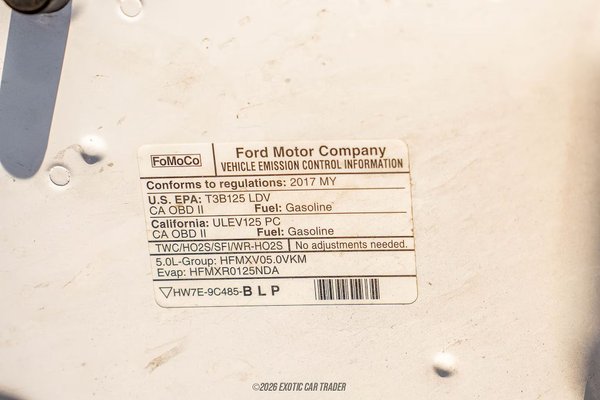 FoMoCo
Ford Motor Company
VEHICLE EMISSION CONTROL INFORMATION
Conforms to regulations: 2017 MY
U.S. EPA: T3B125 LDV
CA OBD II Fuel: Gasoline
California: ULEV125 PC
CA OBD II Fuel: Gasoline
TWC/HO2S/SFI/WR-HO2S No adjustments needed.
5.0L-Group: HFMXV05.0VKM
Evap: HFMXR0125NDA
HW7E-9C485-BLP
©2026 EXOTIC CAR TRADER